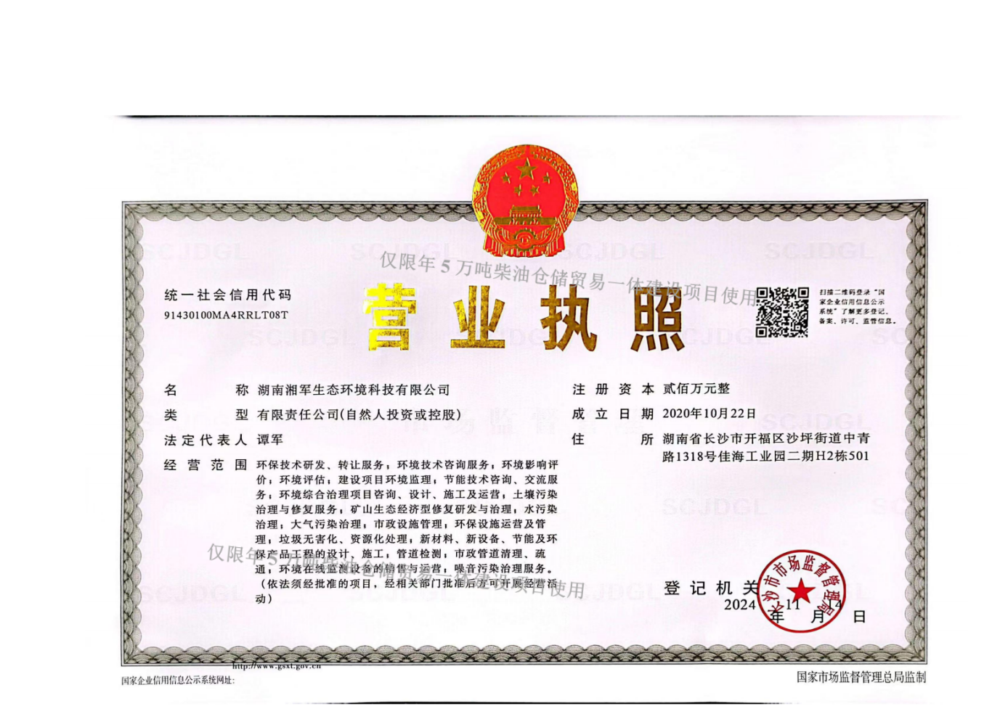 仅限年 5 万吨柴油仓储贸易一体建设项目使用
统一社会信用代码
91430100MA4RRLT08T
营业执照
扫描二维码登录“国
家企业信用信息公示
系统”了解更多登记、
备案、许可、监管信息。
名称 湖南湘军生态环境科技有限公司
类型 有限责任公司(自然人投资或控股)
法定代表人 谭军
经营范围 环保技术研发、转让服务；环境技术咨询服务；环境影响评
价；环境评估；建设项目环境监理；节能技术咨询、交流服
务；环境综合治理项目咨询、设计、施工及运营；土壤污染
治理与修复服务；矿山生态经济型修复研发与治理；水污染
治理；大气污染治理；市政设施管理；环保设施运营及管
理；垃圾无害化、资源化处理；新材料、新设备、节能及环
保产品工程的设计、施工；管道检测；市政管道清理、疏
通；环境在线监测设备的销售与运营；噪音污染治理服务。
（依法须经批准的项目，经相关部门批准后方可开展经营活
动）
仅限年 5 万吨柴油仓储贸易一体建设项目使用
注册资本 贰佰万元整
成立日期 2020年10月22日
住所 湖南省长沙市开福区沙坪街道中青
路1318号佳海工业园二期H2栋501
登记机关
长沙市市场监督管理局
2024年11月14日
http://www.gsxt.gov.cn
国家企业信用信息公示系统网址:
国家市场监督管理总局监制